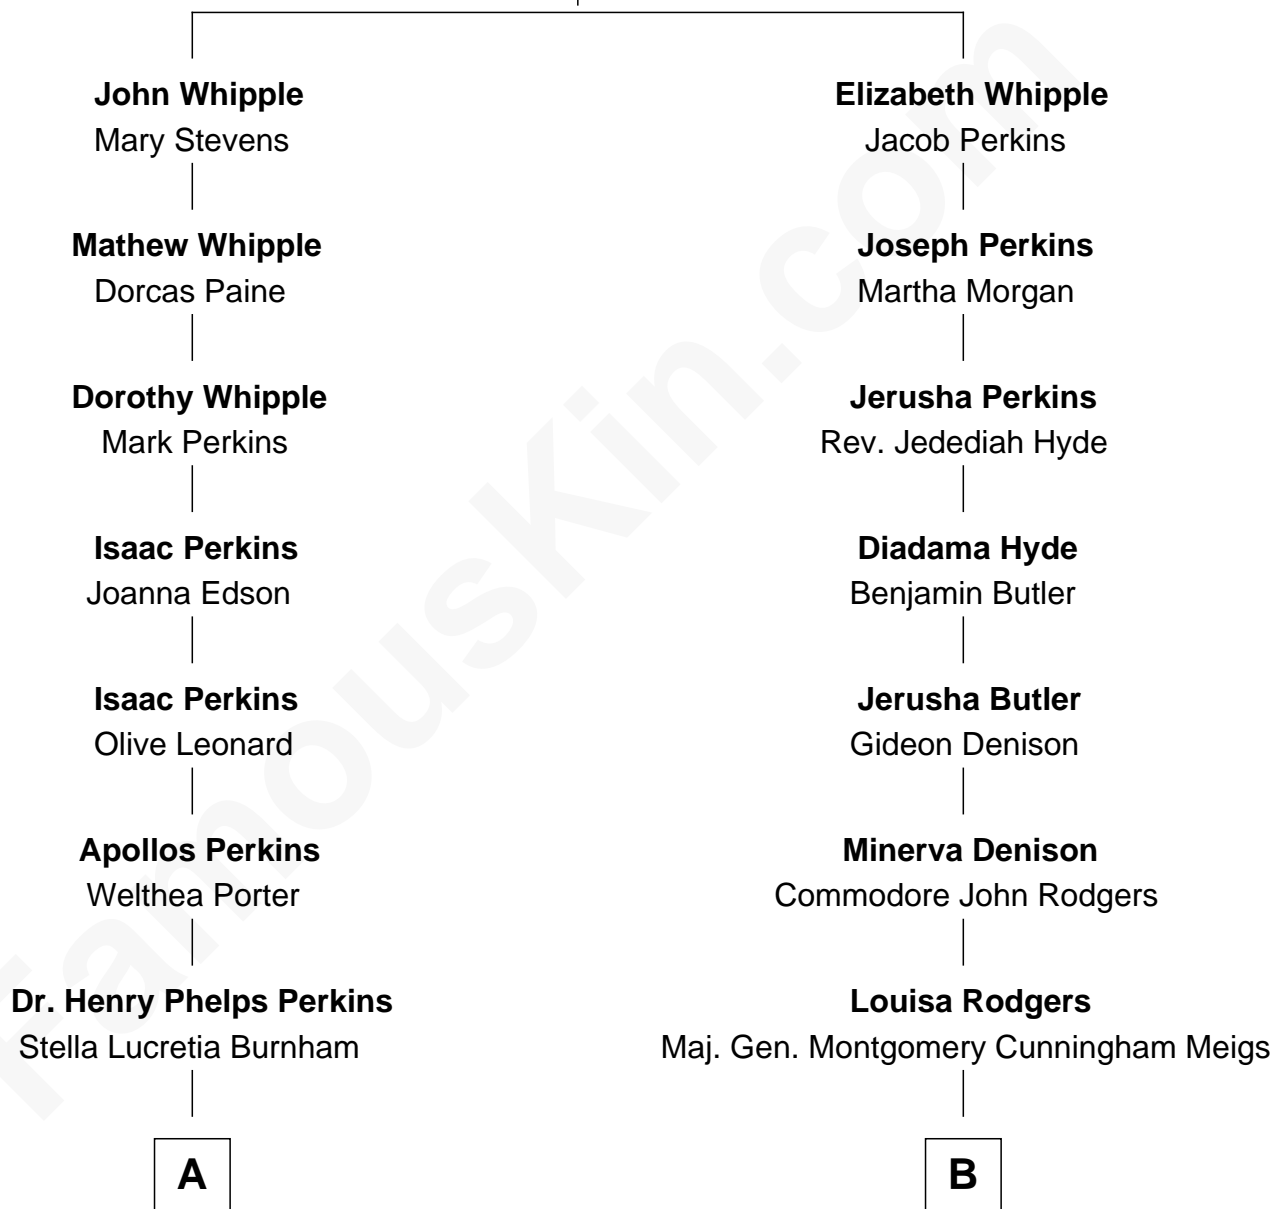 John Whipple
Mary Stevens
Mathew Whipple
Dorcas Paine
Dorothy Whipple
Mark Perkins
Isaac Perkins
Joanna Edson
Isaac Perkins
Olive Leonard
Apollos Perkins
Welthea Porter
Dr. Henry Phelps Perkins
Stella Lucretia Burnham
A
Elizabeth Whipple
Jacob Perkins
Joseph Perkins
Martha Morgan
Jerusha Perkins
Rev. Jedediah Hyde
Diadama Hyde
Benjamin Butler
Jerusha Butler
Gideon Denison
Minerva Denison
Commodore John Rodgers
Louisa Rodgers
Maj. Gen. Montgomery Cunningham Meigs
B
FamousKin.com